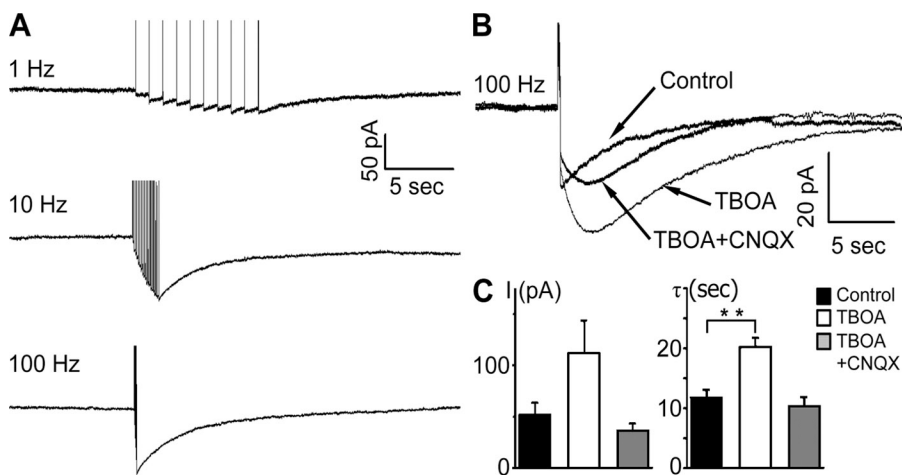 A
1 Hz
50 pA
5 sec
10 Hz
100 Hz
B
100 Hz
Control
TBOA
TBOA+CNQX
20 pA
5 sec
C
I (pA)
100
0
τ (sec)
* *
20
10
0
Control
TBOA
TBOA
+CNQX